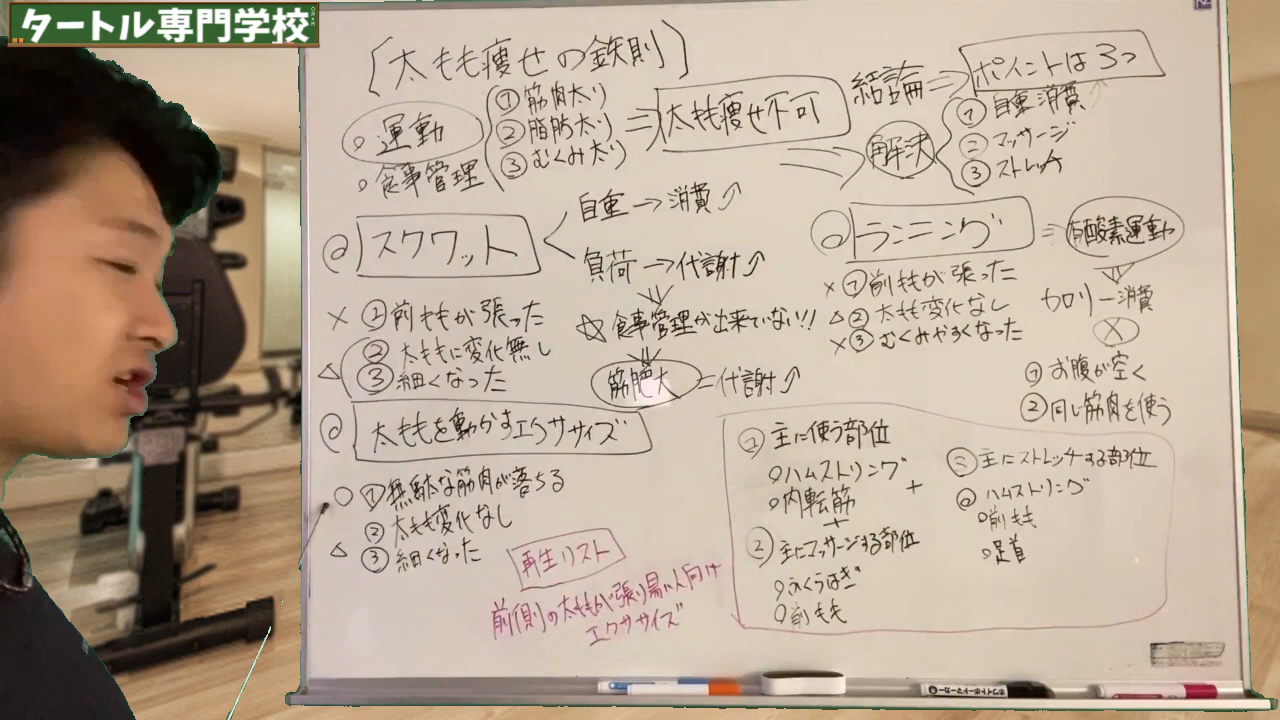 タートル専門学校
〔太もも痩せの鉄則〕
○運動
○食事管理
①筋肉太り
②脂肪太り
③むくみ太り
⇒太もも痩せ不可
結論⇒ポイントは3つ
解決
①自重消費↑
②マッサージ
③ストレッチ
◎スクワット
自重→消費↗
負荷→代謝↗
☆食事管理が出来ていない!!
筋肥大=代謝↗
×①前ももが張った
△②太ももに変化無し
③細くなった
◎太ももを動かすエクササイズ
○①無駄な筋肉が落ちる
②太もも変化なし
△③細くなった
再生リスト
前側の太ももが張り易い人向け
エクササイズ
◎ランニング⇒有酸素運動
×①前ももが張った
△②太もも変化なし
×③むくみやすくなった
カロリー消費
×
①お腹が空く
②同じ筋肉を使う
①主に使う部位
○ハムストリング
○内転筋
+
+
②主にマッサージする部位
○ふくらはぎ
○前もも
③主にストレッチする部位
◎ハムストリング
○前もも
○足首